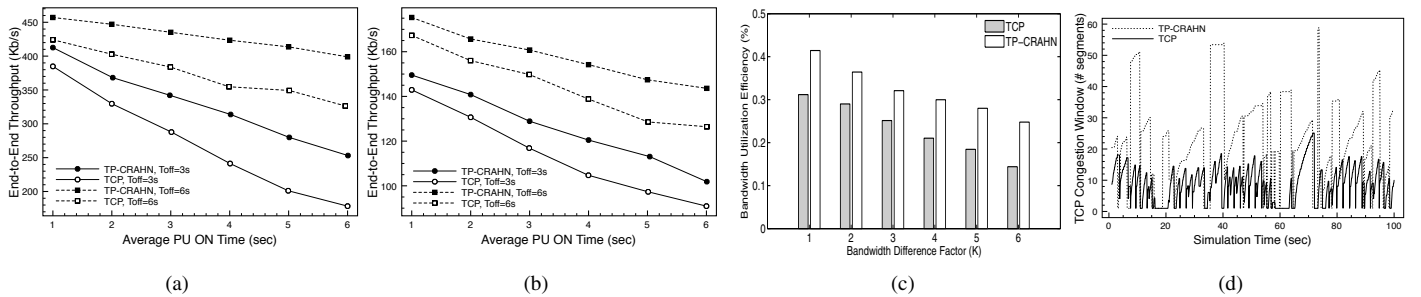 End-to-End Throughput (Kb/s)
450
400
350
300
250
200
TP-CRAHN, Toff=3s
TCP, Toff=3s
TP-CRAHN, Toff=6s
TCP, Toff=6s
1 2 3 4 5 6
Average PU ON Time (sec)
(a)
End-to-End Throughput (Kb/s)
160
140
120
100
TP-CRAHN, Toff=3s
TCP, Toff=3s
TP-CRAHN, Toff=6s
TCP, Toff=6s
1 2 3 4 5 6
Average PU ON Time (sec)
(b)
Bandwidth Utilization Efficiency (%)
0.5
0.4
0.3
0.2
0.1
0
TCP
TP-CRAHN
1 2 3 4 5 6
Bandwidth Difference Factor (K)
(c)
TCP Congestion Window (# segments)
60
50
40
30
20
10
0
TP-CRAHN
TCP
0 20 40 60 80 100
Simulation Time (sec)
(d)